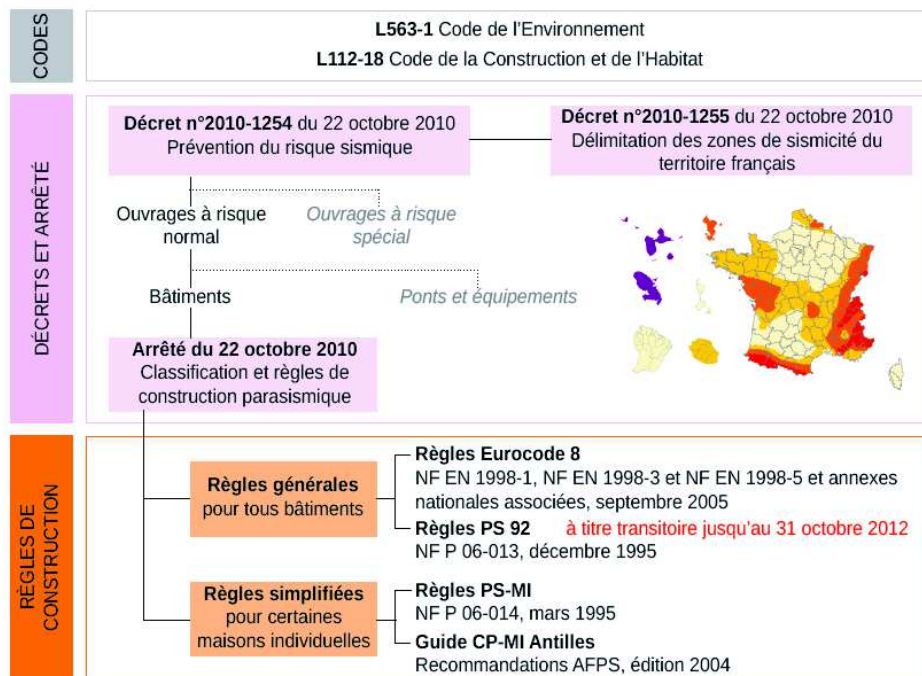 CODES
L563-1 Code de l'Environnement
L112-18 Code de la Construction et de l'Habitat
DÉCRETS ET ARRÊTÉ
Décret n°2010-1254 du 22 octobre 2010
Prévention du risque sismique
Décret n°2010-1255 du 22 octobre 2010
Délimitation des zones de sismicité du
territoire français
Ouvrages à risque
normal
Ouvrages à risque
spécial
Bâtiments
Ponts et équipements
Arrêté du 22 octobre 2010
Classification et règles de
construction parasismique
RÈGLES DE
CONSTRUCTION
Règles générales
pour tous bâtiments
Règles Eurocode 8
NF EN 1998-1, NF EN 1998-3 et NF EN 1998-5 et annexes
nationales associées, septembre 2005
Règles PS 92 à titre transitoire jusqu'au 31 octobre 2012
NF P 06-013, décembre 1995
Règles simplifiées
pour certaines
maisons individuelles
Règles PS-MI
NF P 06-014, mars 1995
Guide CP-MI Antilles
Recommandations AFPS, édition 2004